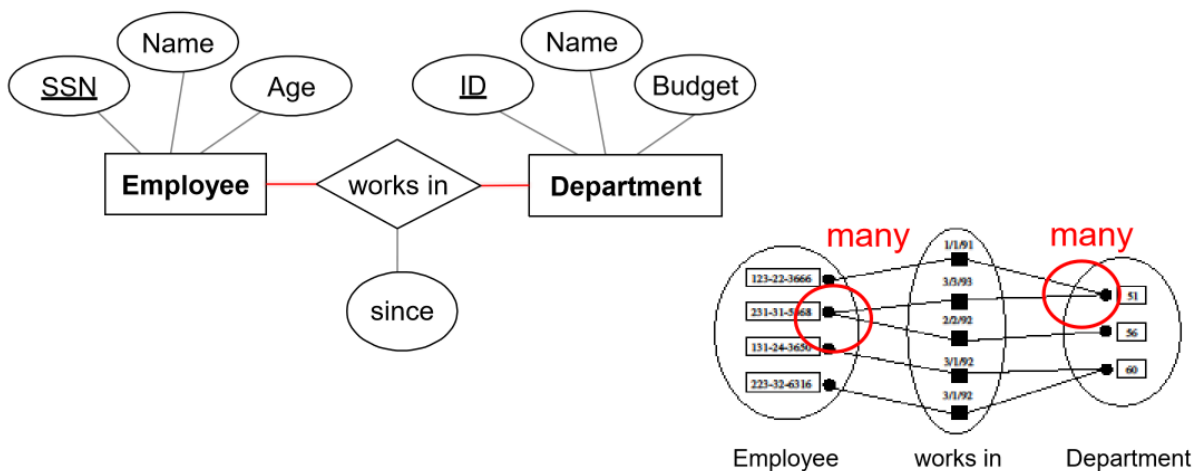 Name
SSN
Age
Name
ID
Budget
Employee
works in
Department
since
many
many
1/1/91
123-22-3666
3/3/93
51
231-31-5368
2/2/92
56
131-24-3650
3/1/92
60
223-32-6316
3/1/92
Employee
works in
Department